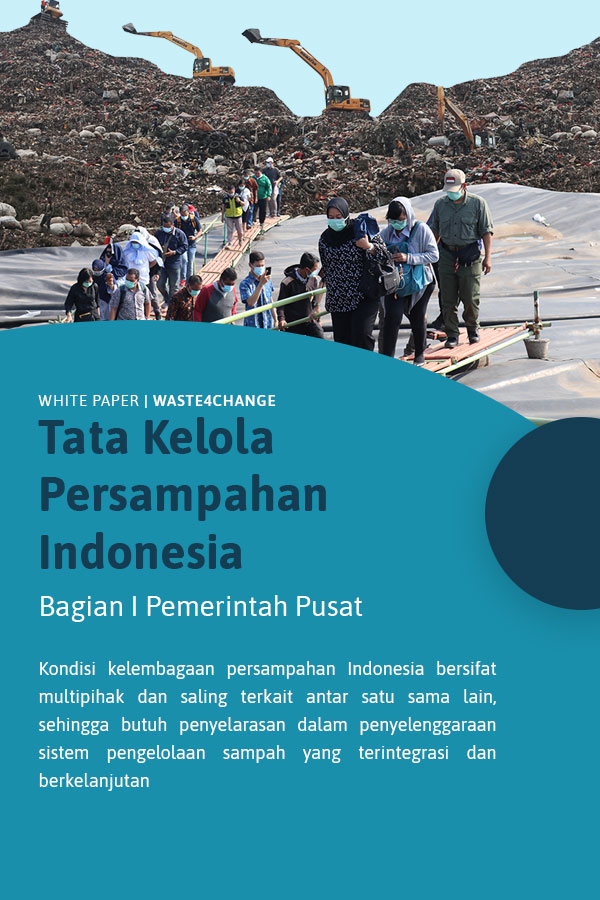 WHITE PAPER | WASTE4CHANGE
Tata Kelola
Persampahan
Indonesia
Bagian I Pemerintah Pusat
Kondisi kelembagaan persampahan Indonesia bersifat
multipihak dan saling terkait antar satu sama lain,
sehingga butuh penyelarasan dalam penyelenggaraan
sistem pengelolaan sampah yang terintegrasi dan
berkelanjutan